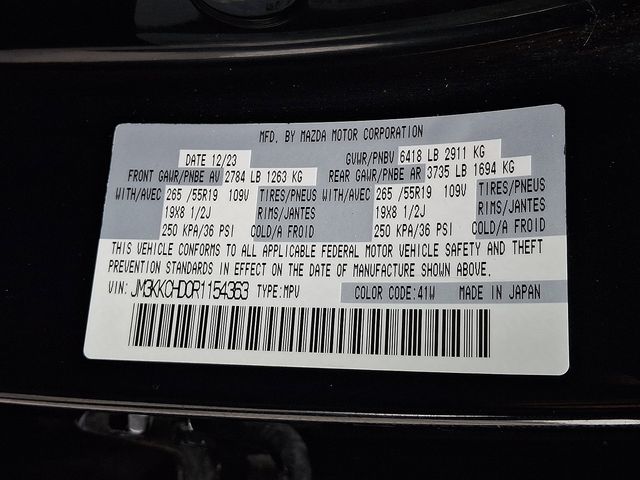 MFD. BY MAZDA MOTOR CORPORATION
DATE 12/23 GVWR/PNBV 6418 LB 2911 KG
FRONT GAWR/PNBE AV 2784 LB 1263 KG REAR GAWR/PNBE AR 3735 LB 1694 KG
WITH/AVEC 265 /55R19 109V TIRES/PNEUS WITH/AVEC 265 /55R19 109V TIRES/PNEUS
19X8 1/2J RIMS/JANTES 19X8 1/2J RIMS/JANTES
250 KPA/36 PSI COLD/A FROID 250 KPA/36 PSI COLD/A FROID
THIS VEHICLE CONFORMS TO ALL APPLICABLE FEDERAL MOTOR VEHICLE SAFETY AND THEFT
PREVENTION STANDARDS IN EFFECT ON THE DATE OF MANUFACTURE SHOWN ABOVE.
VIN: JM3KKCHD0R1154363 TYPE:MPV COLOR CODE:41W MADE IN JAPAN